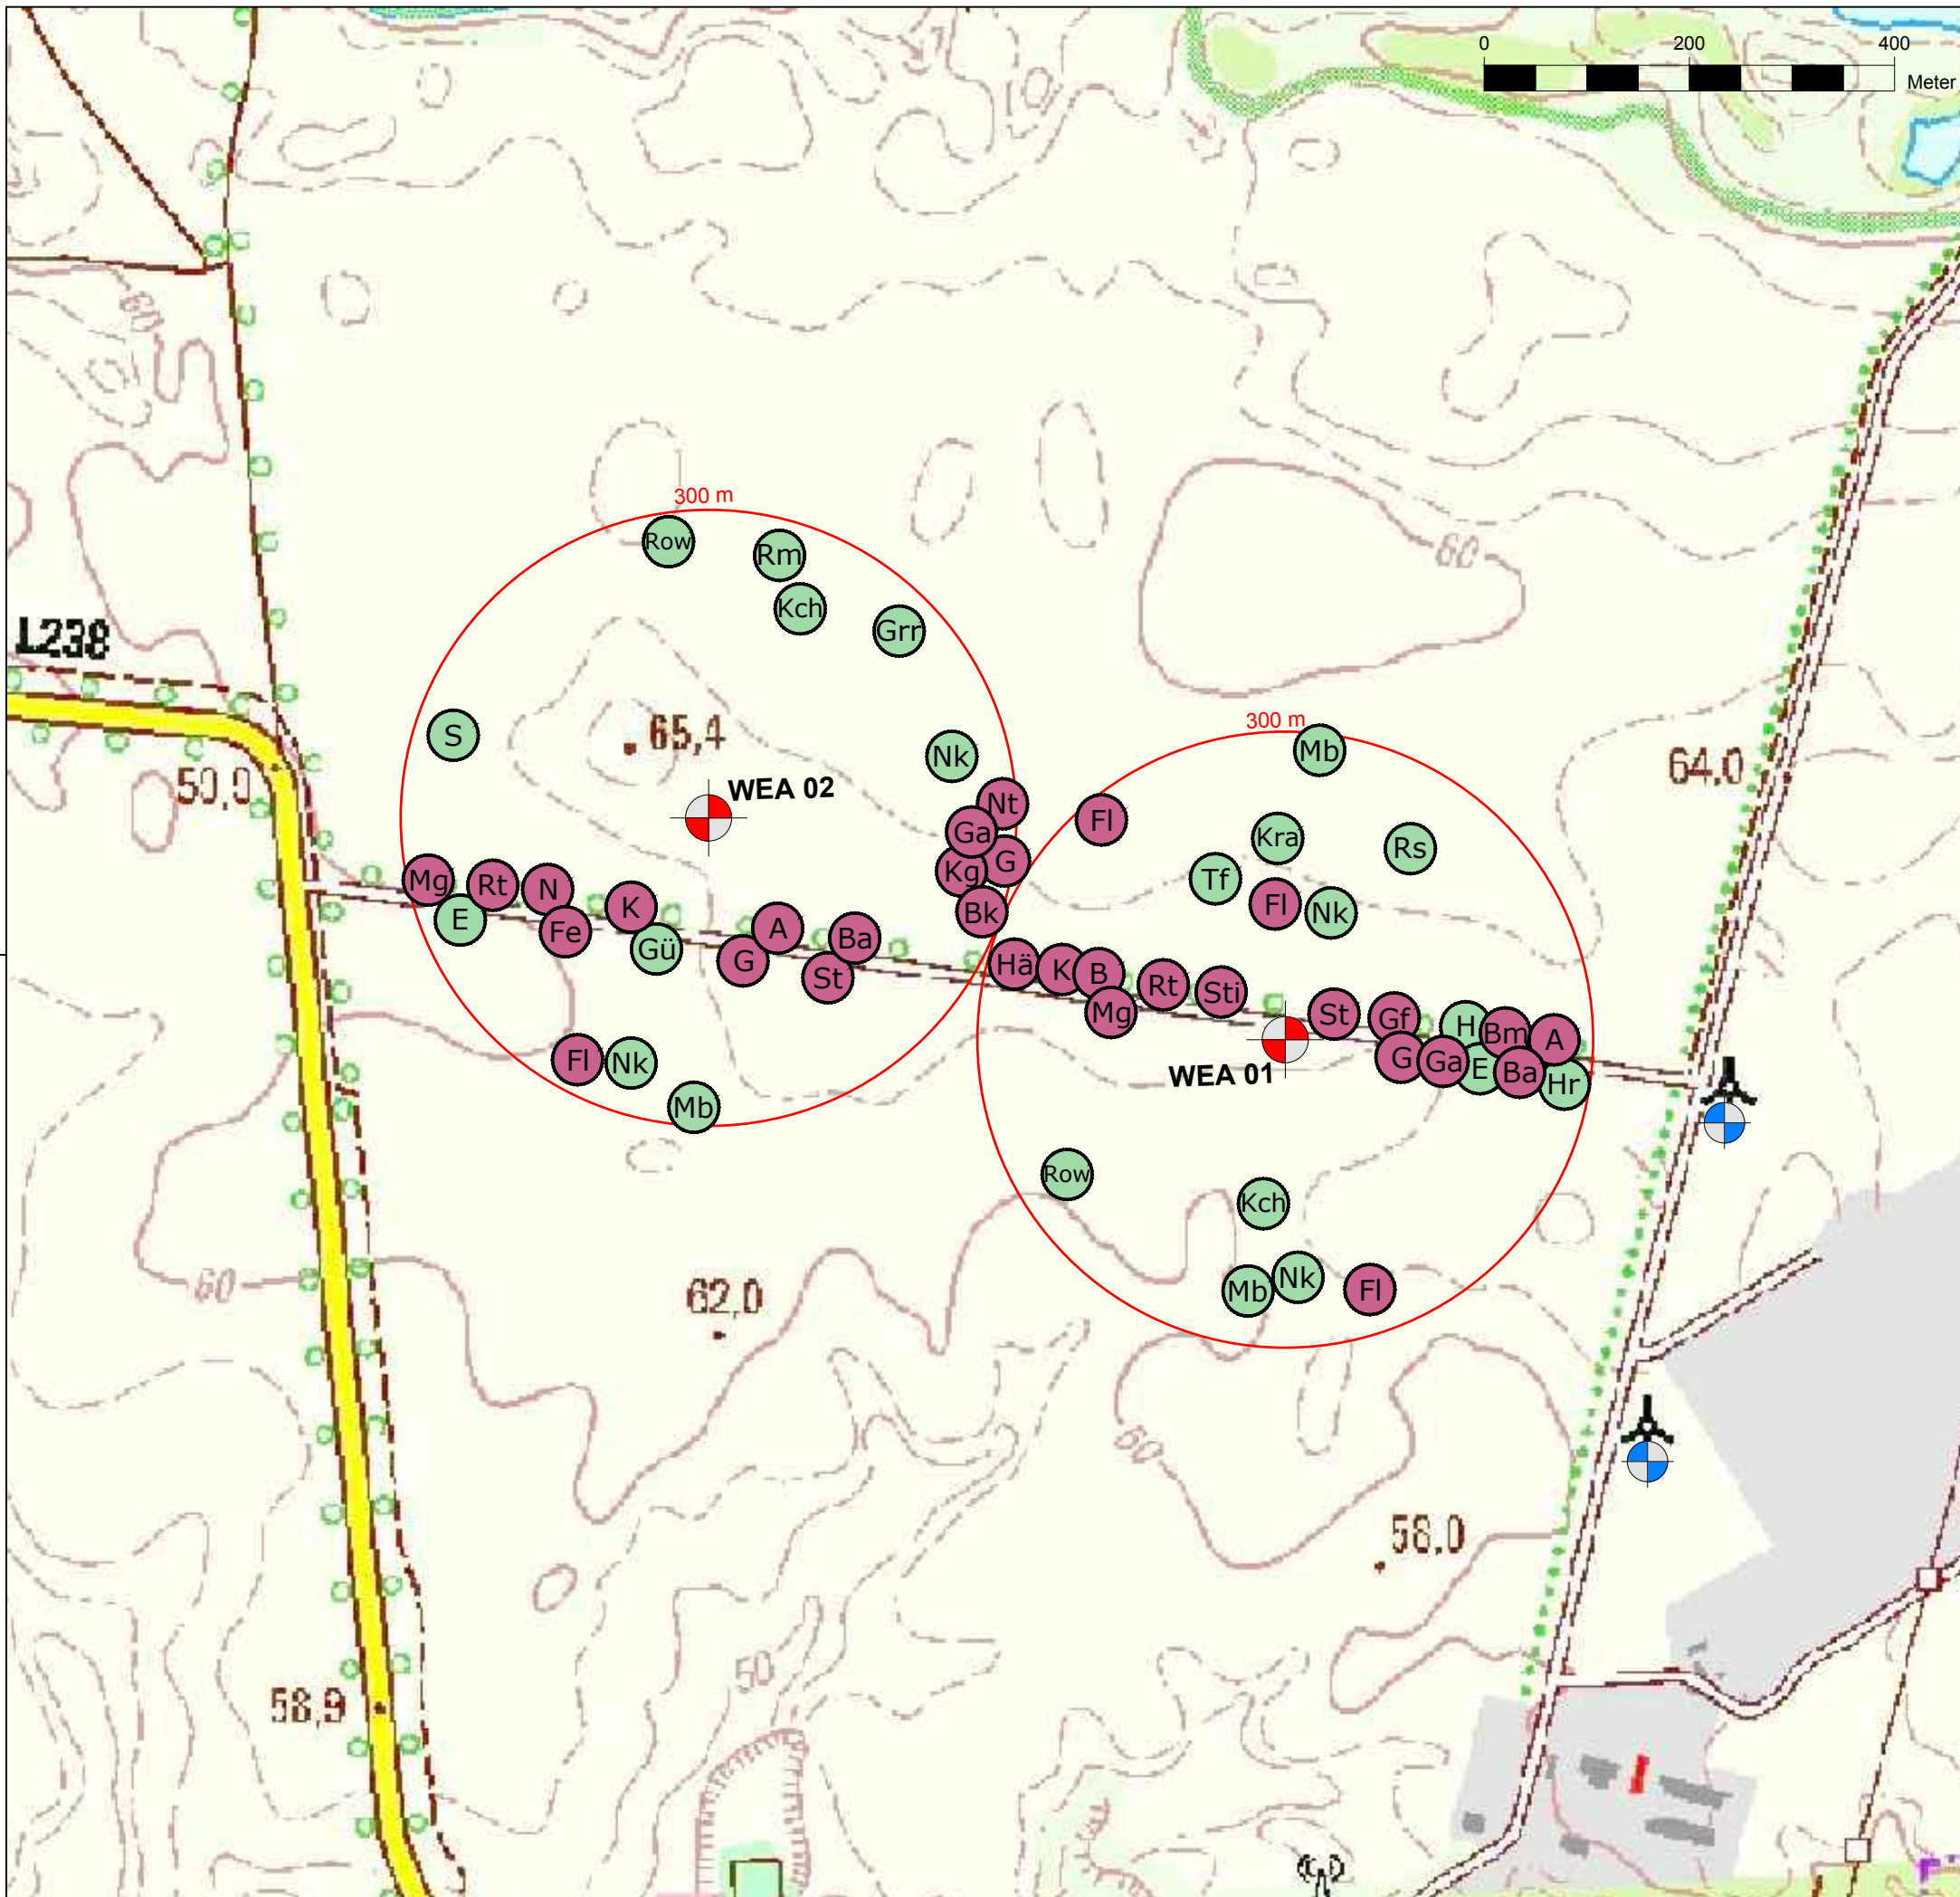 0 200 400
Meter
60
300 m
Row
Rm
60
Kch
Grr
L238
S
65,4
Nk
300 m
Mb
64,0
WEA 02
Nt
Fl
Ga
Kra
Rs
G
Kg
Tf
Mg
Rt
N
Fl
Nk
K
Bk
E
Fe
A
Ba
Gü
G
Hä
K
B
St
Rt
Sti
Mg
St
Gf
H
Bm
A
Fl
Nk
G
Ga
E
Ba
Hr
WEA 01
Mb
Row
Kch
60
Mb
Nk
Fl
62,0
60
58,0
50
58,9